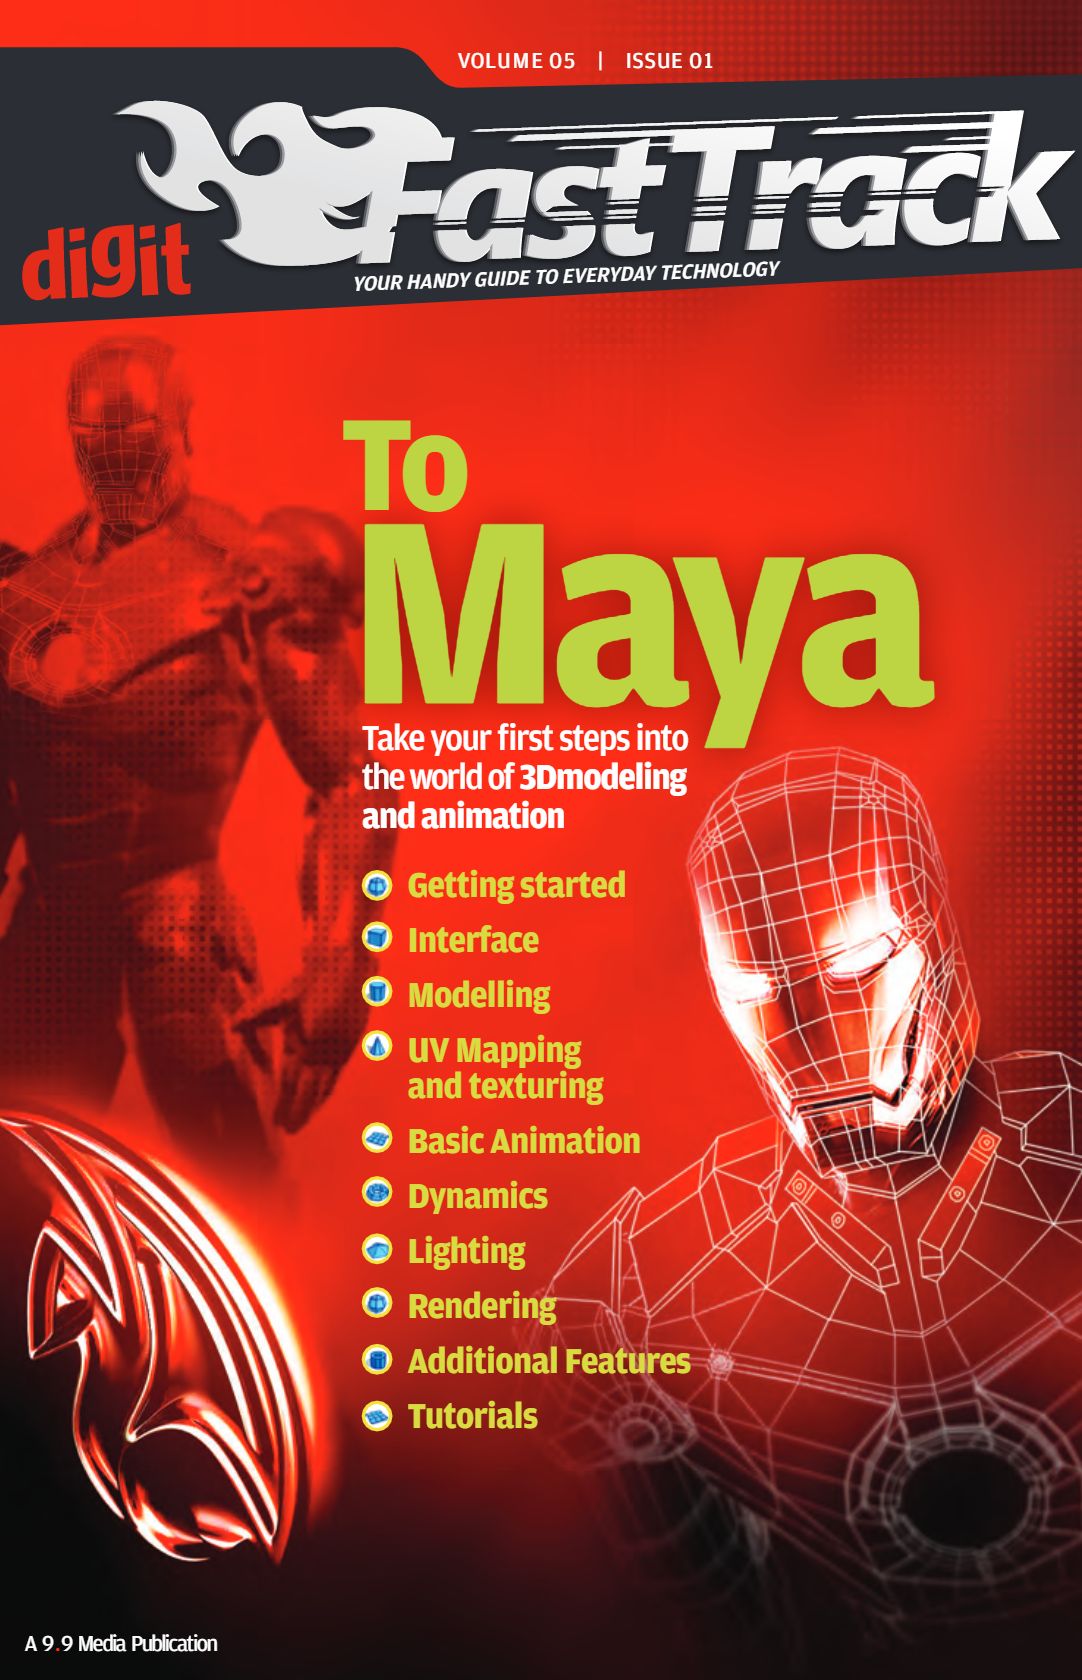 VOLUME 05 | ISSUE 01
Fast Track
digit
YOUR HANDY GUIDE TO EVERYDAY TECHNOLOGY
To
Maya
Take your first steps into
the world of 3Dmodeling
and animation
Getting started
Interface
Modelling
UV Mapping
and texturing
Basic Animation
Dynamics
Lighting
Rendering
Additional Features
Tutorials
A 9.9 Media Publication